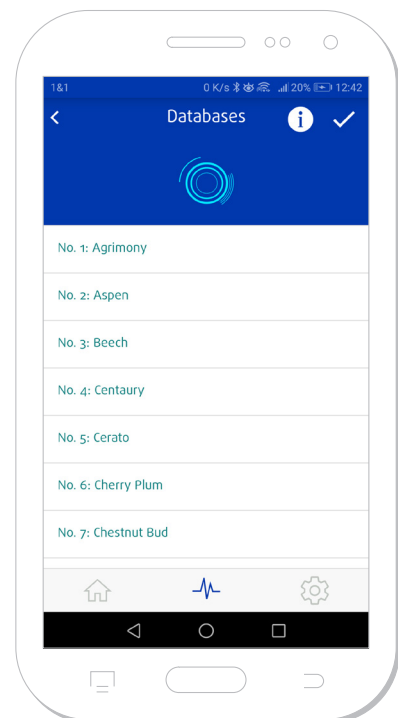 1&1 0 K/s 20% 12:42
Databases
No. 1: Agrimony
No. 2: Aspen
No. 3: Beech
No. 4: Centaury
No. 5: Cerato
No. 6: Cherry Plum
No. 7: Chestnut Bud